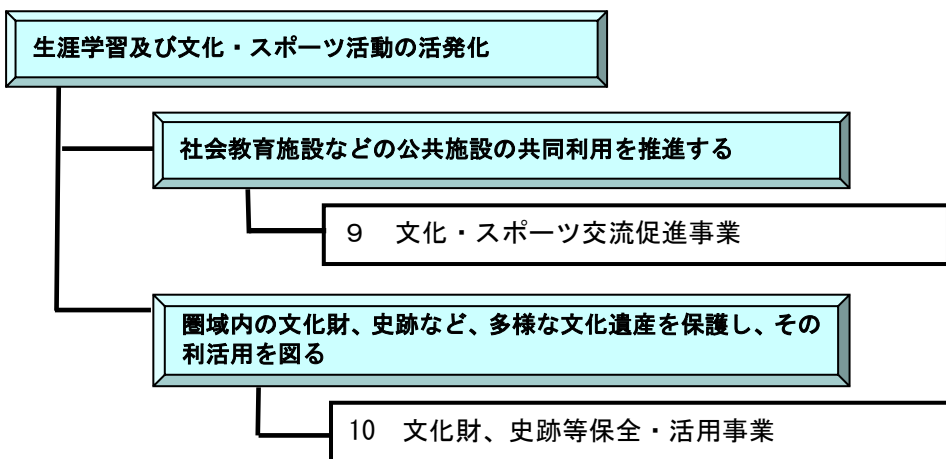 生涯学習及び文化・スポーツ活動の活発化
社会教育施設などの公共施設の共同利用を推進する
９　文化・スポーツ交流促進事業
圏域内の文化財、史跡など、多様な文化遺産を保護し、その
利活用を図る
10　文化財、史跡等保全・活用事業